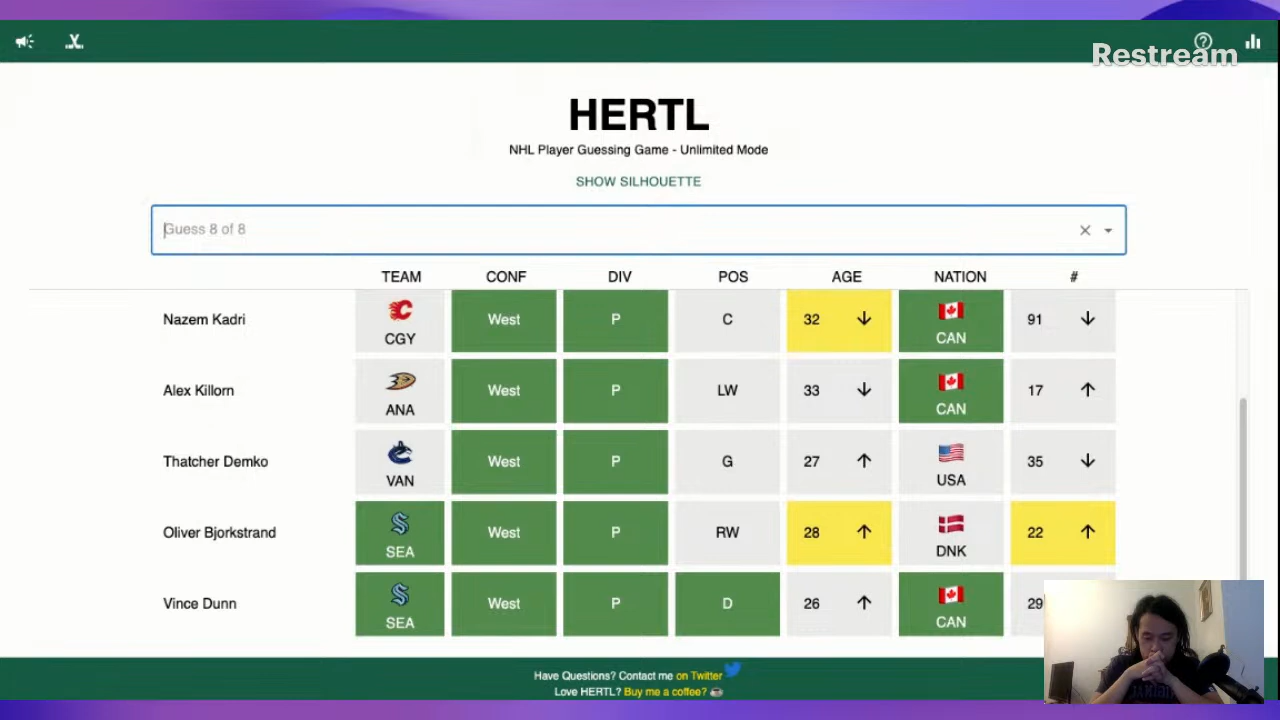 Restream
HERTL
NHL Player Guessing Game - Unlimited Mode
SHOW SILHOUETTE
Guess 8 of 8
TEAM CONF DIV POS AGE NATION #
Nazem Kadri CGY West P C 32 ↓ CAN 91 ↓
Alex Killorn ANA West P LW 33 ↓ CAN 17 ↑
Thatcher Demko VAN West P G 27 ↑ USA 35 ↓
Oliver Bjorkstrand SEA West P RW 28 ↑ DNK 22 ↑
Vince Dunn SEA West P D 26 ↑ CAN 29
Have Questions? Contact me on Twitter
Love HERTL? Buy me a coffee?